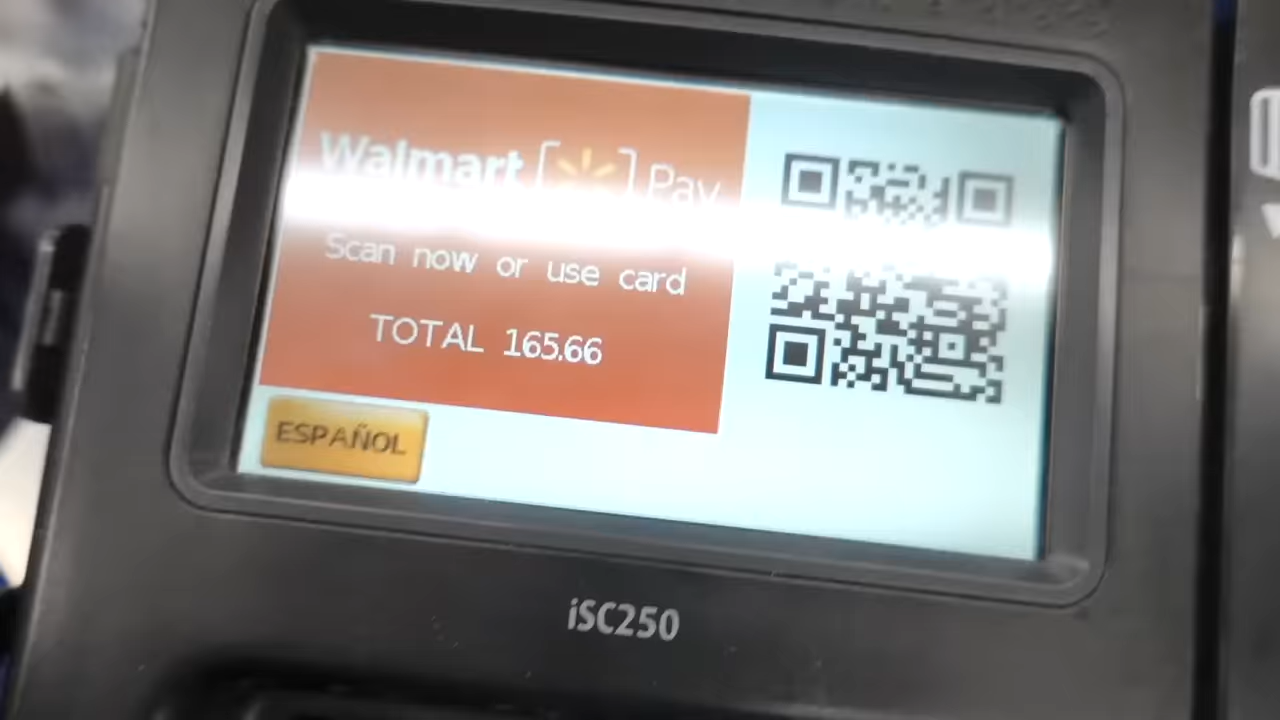 Walmart Pay
Scan now or use card
TOTAL 165.66
ESPAÑOL
iSC250